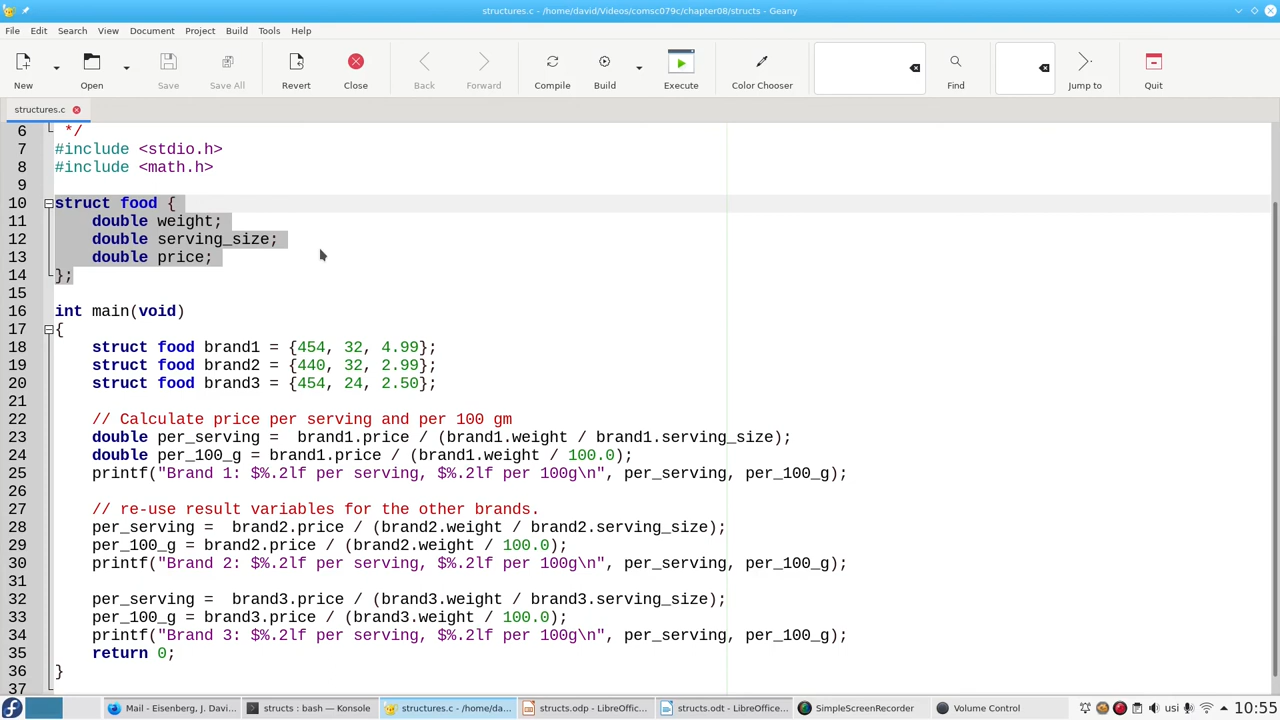 structures.c - /home/david/Videos/comsc079c/chapter08/structs - Geany
File Edit Search View Document Project Build Tools Help
New Open Save Save All Revert Close Back Forward Compile Build Execute Color Chooser Find Jump to Quit
structures.c
6 */
7 #include <stdio.h>
8 #include <math.h>
9
10 struct food {
11 double weight;
12 double serving_size;
13 double price;
14 };
15
16 int main(void)
17 {
18 struct food brand1 = {454, 32, 4.99};
19 struct food brand2 = {440, 32, 2.99};
20 struct food brand3 = {454, 24, 2.50};
21
22 // Calculate price per serving and per 100 gm
23 double per_serving =  brand1.price / (brand1.weight / brand1.serving_size);
24 double per_100_g = brand1.price / (brand1.weight / 100.0);
25 printf("Brand 1: $%.2lf per serving, $%.2lf per 100g\n", per_serving, per_100_g);
26
27 // re-use result variables for the other brands.
28 per_serving =  brand2.price / (brand2.weight / brand2.serving_size);
29 per_100_g = brand2.price / (brand2.weight / 100.0);
30 printf("Brand 2: $%.2lf per serving, $%.2lf per 100g\n", per_serving, per_100_g);
31
32 per_serving =  brand3.price / (brand3.weight / brand3.serving_size);
33 per_100_g = brand3.price / (brand3.weight / 100.0);
34 printf("Brand 3: $%.2lf per serving, $%.2lf per 100g\n", per_serving, per_100_g);
35 return 0;
36 }
37
Mail - Eisenberg, J. Davi... structs : bash — Konsole structures.c - /home/da... structs.odp - LibreOffic... structs.odt - LibreOffic... SimpleScreenRecorder Volume Control usi 10:55